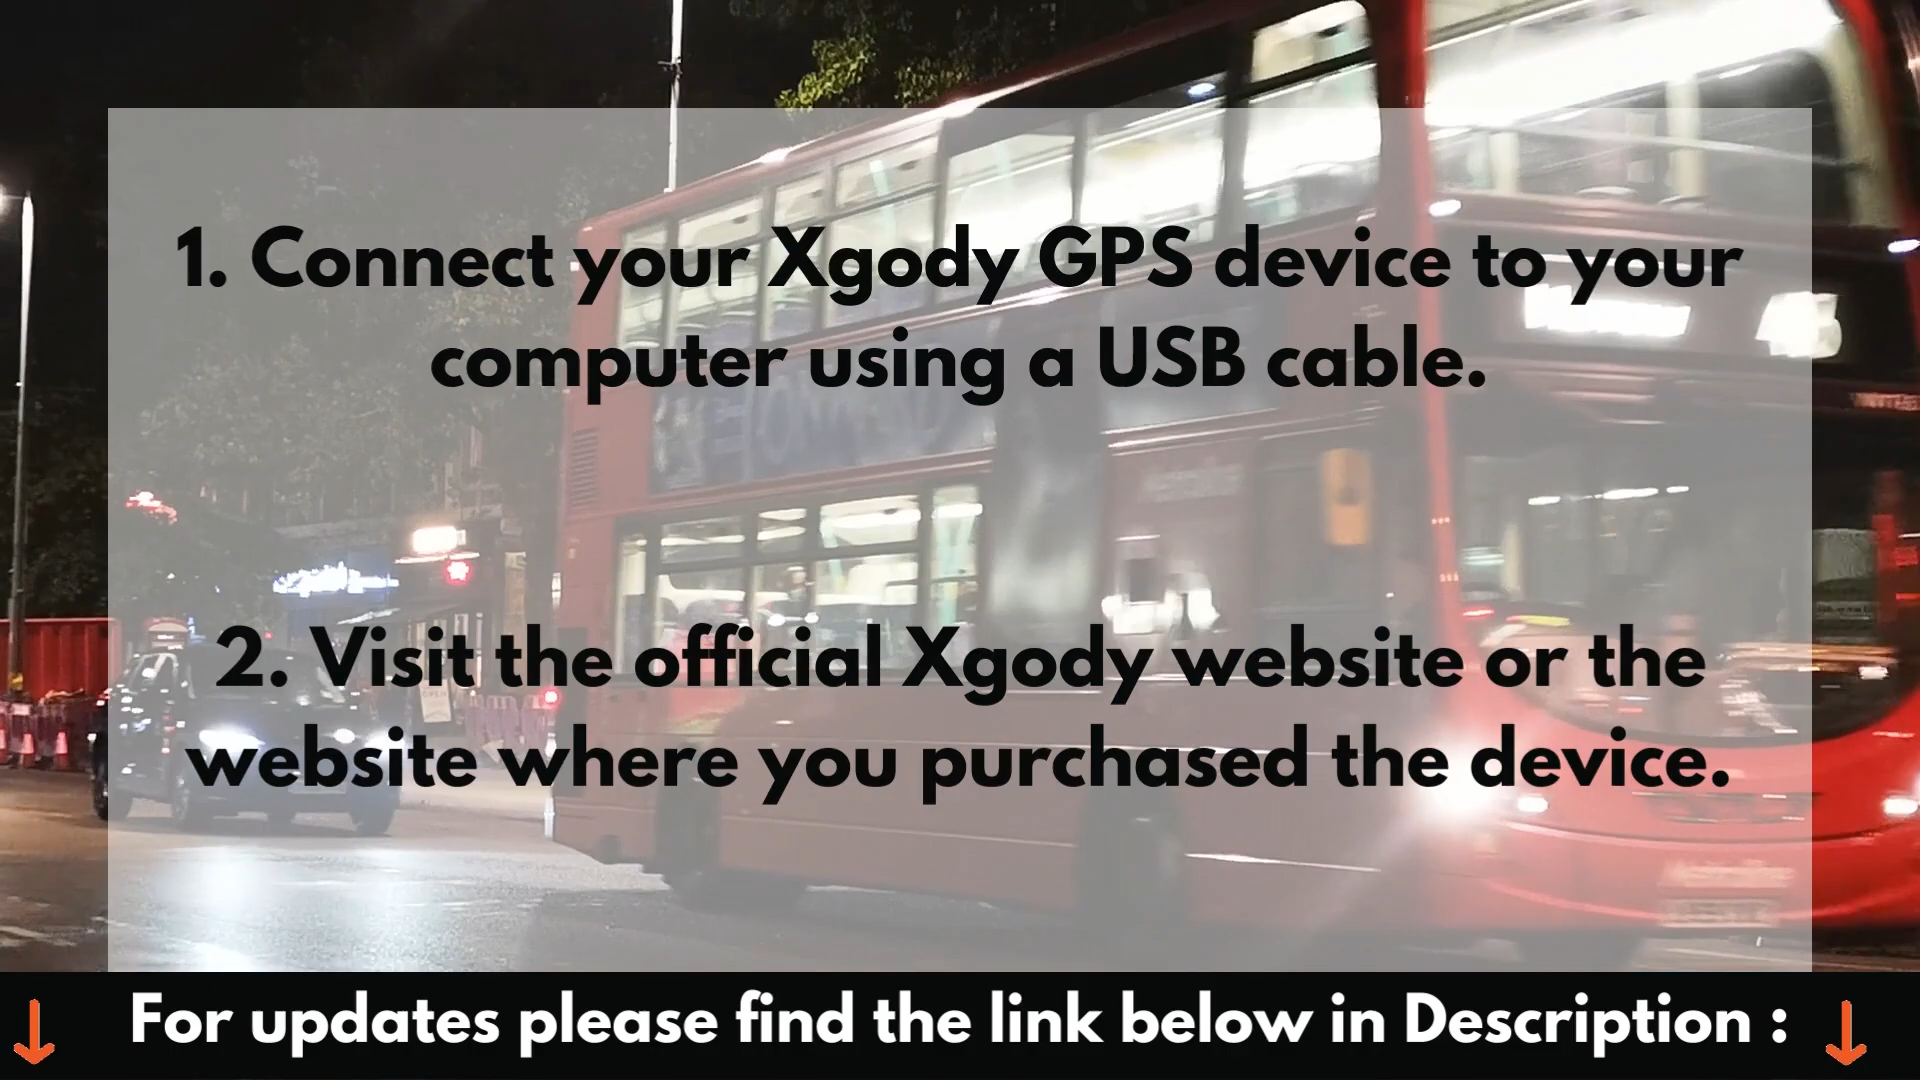 1. Connect your Xgody GPS device to your
computer using a USB cable.
2. Visit the official Xgody website or the
website where you purchased the device.
For updates please find the link below in Description :